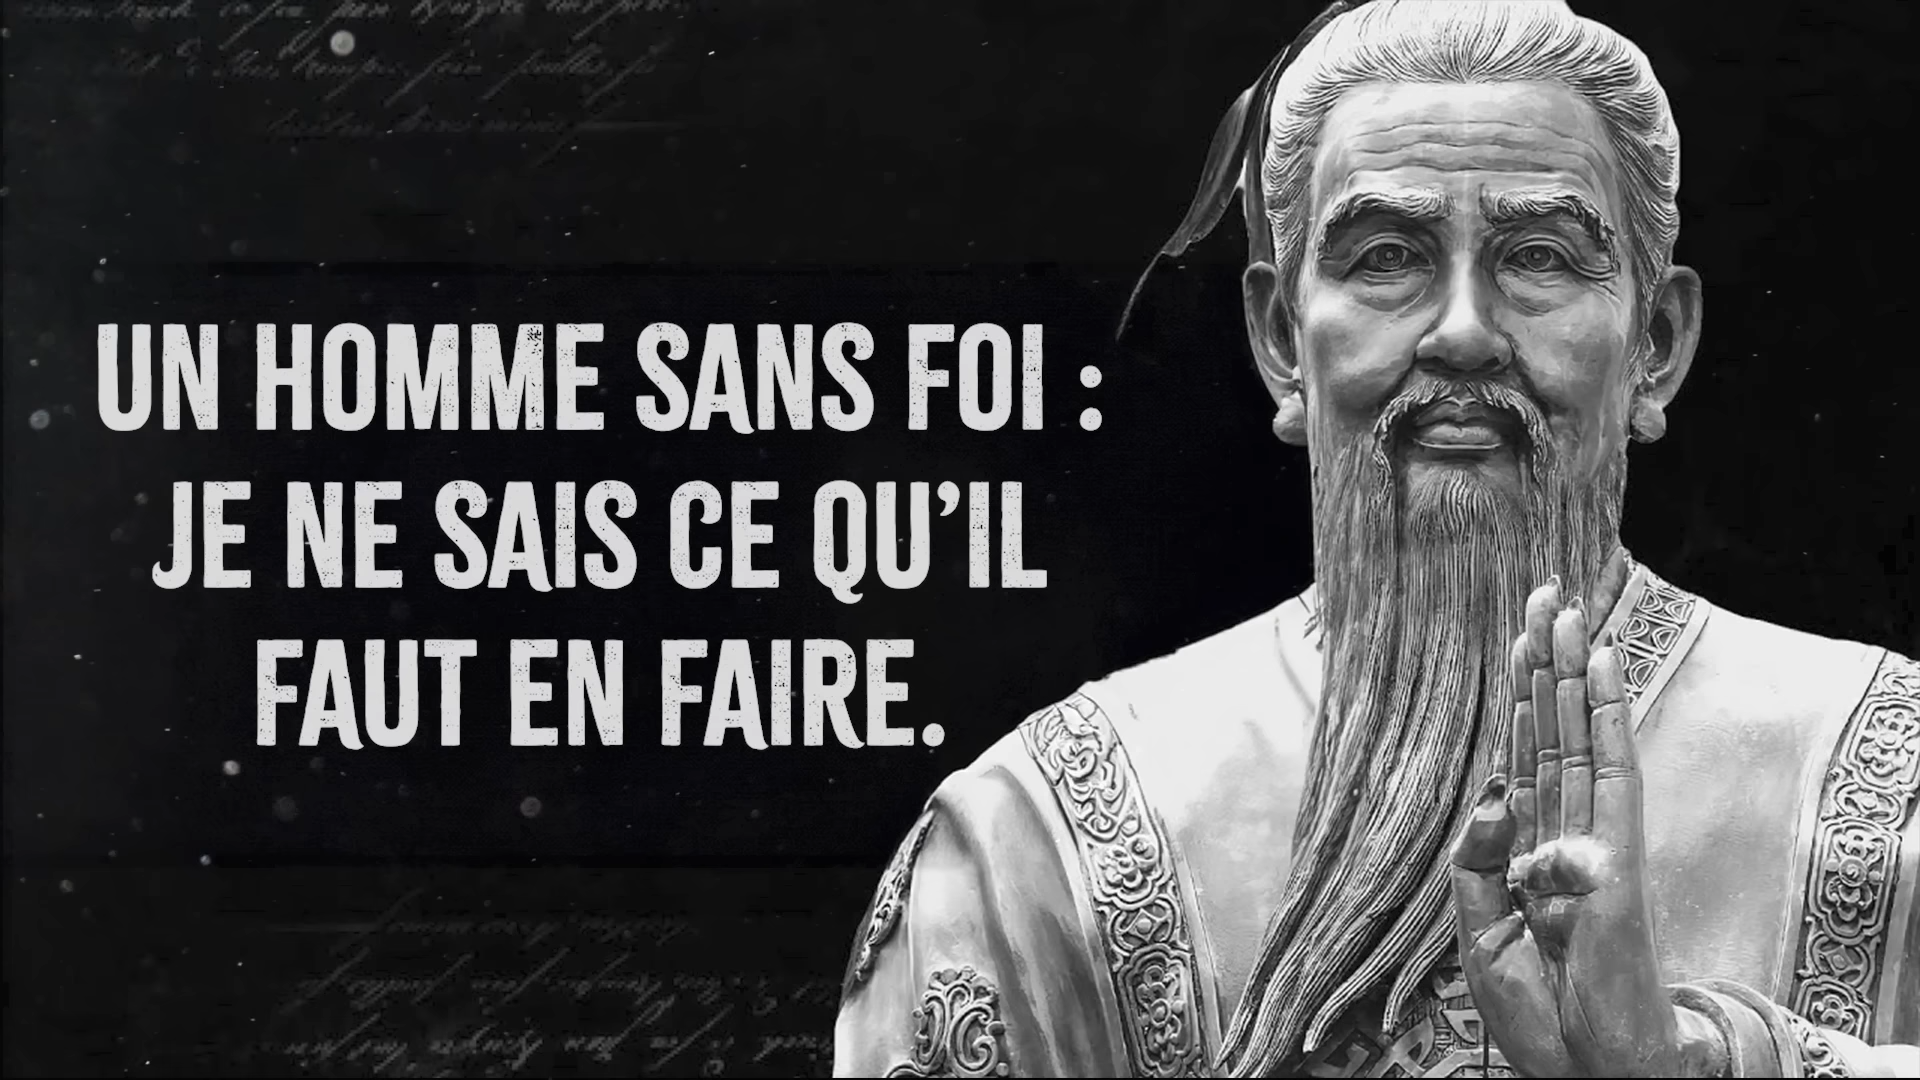 UN HOMME SANS FOI :
JE NE SAIS CE QU’IL
FAUT EN FAIRE.